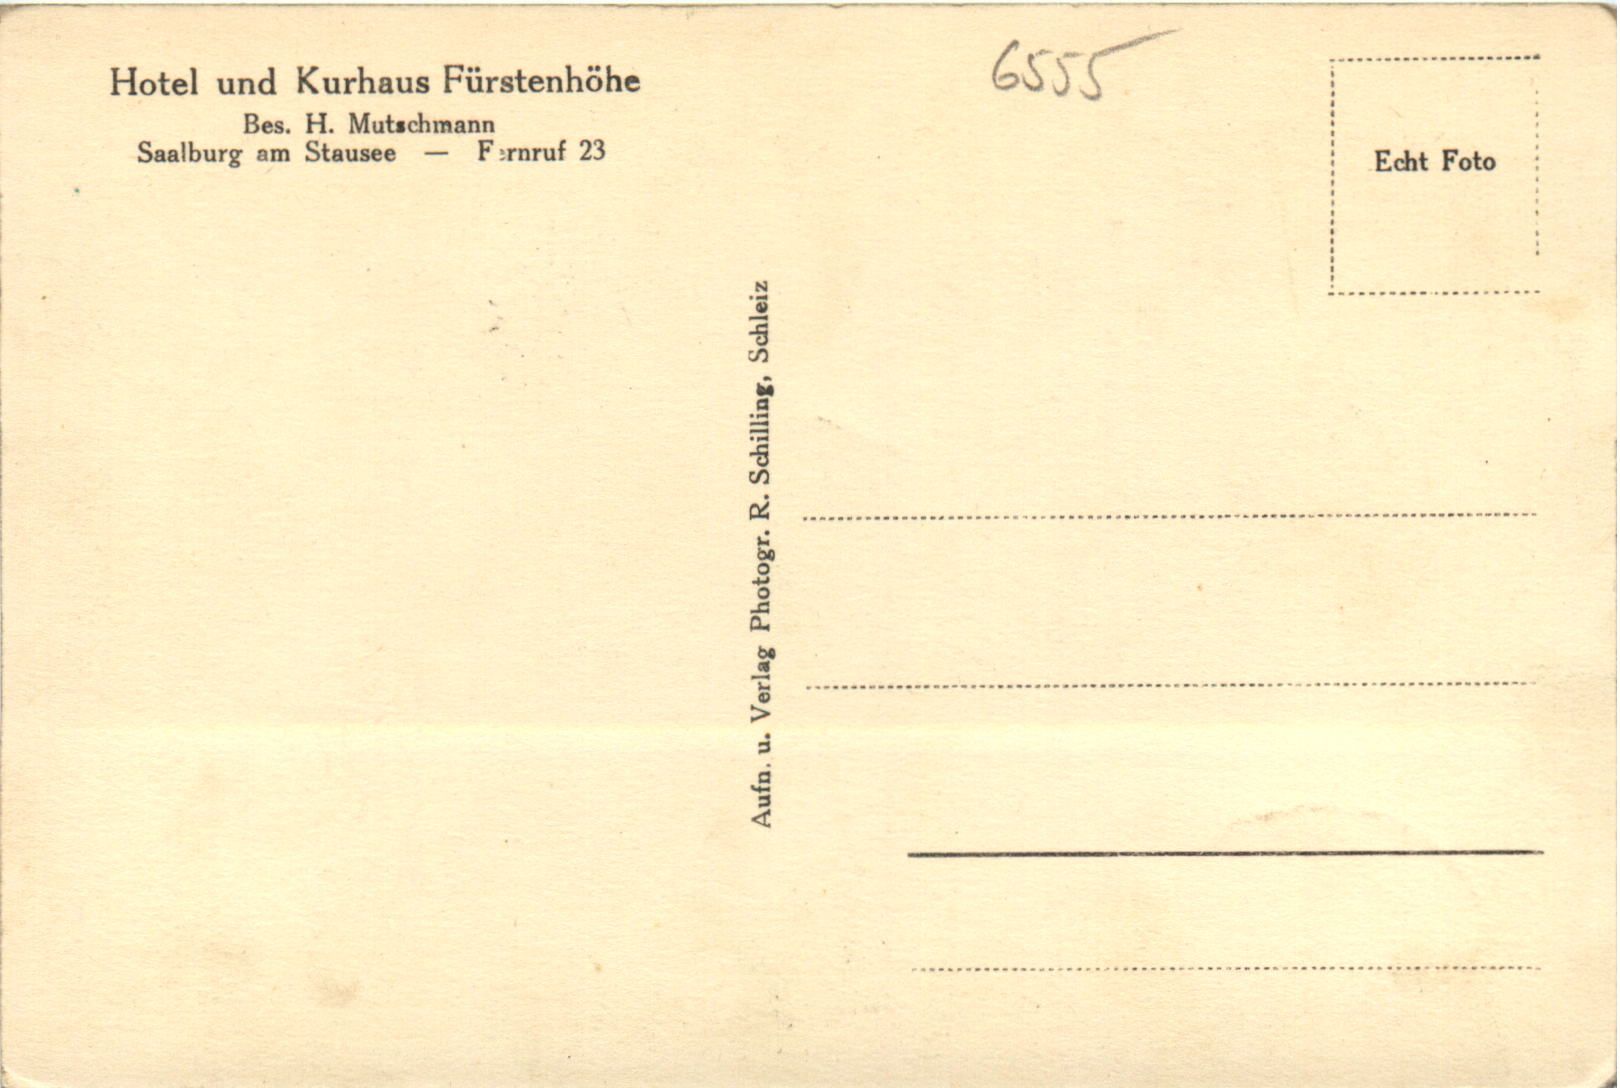 Hotel und Kurhaus Fürstenhöhe
Bes. H. Mutschmann
Saalburg am Stausee — Fernruf 23
6555
Echt Foto
Aufn. u. Verlag Photogr. R. Schilling, Schleiz